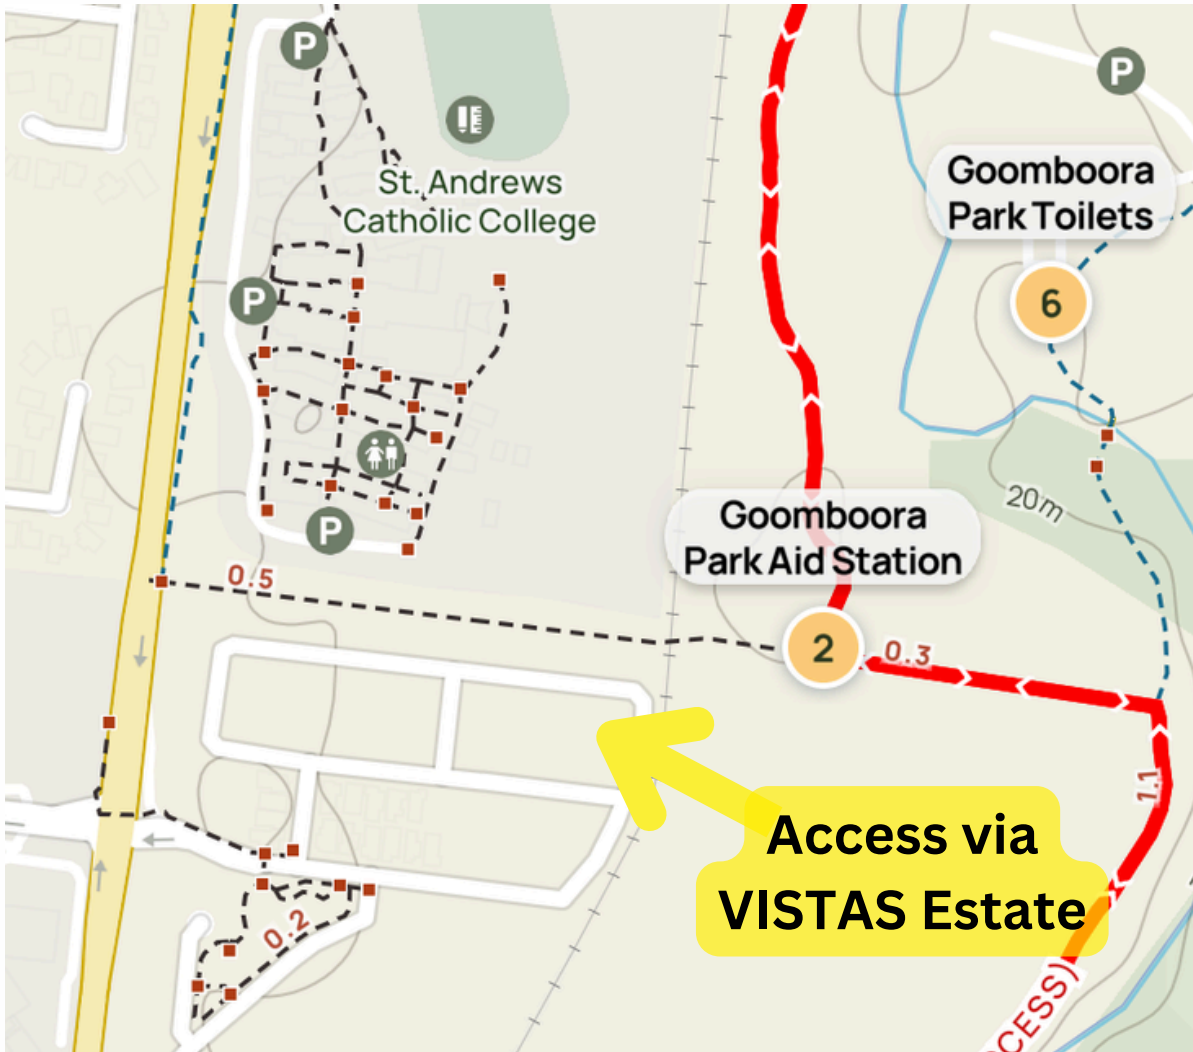 P
P
St. Andrews
Catholic College
Goomboora
Park Toilets
P
6
20m
P
Goomboora
Park Aid Station
0.5
2
0.3
1.1
Access via
VISTAS Estate
0.2
CESS)